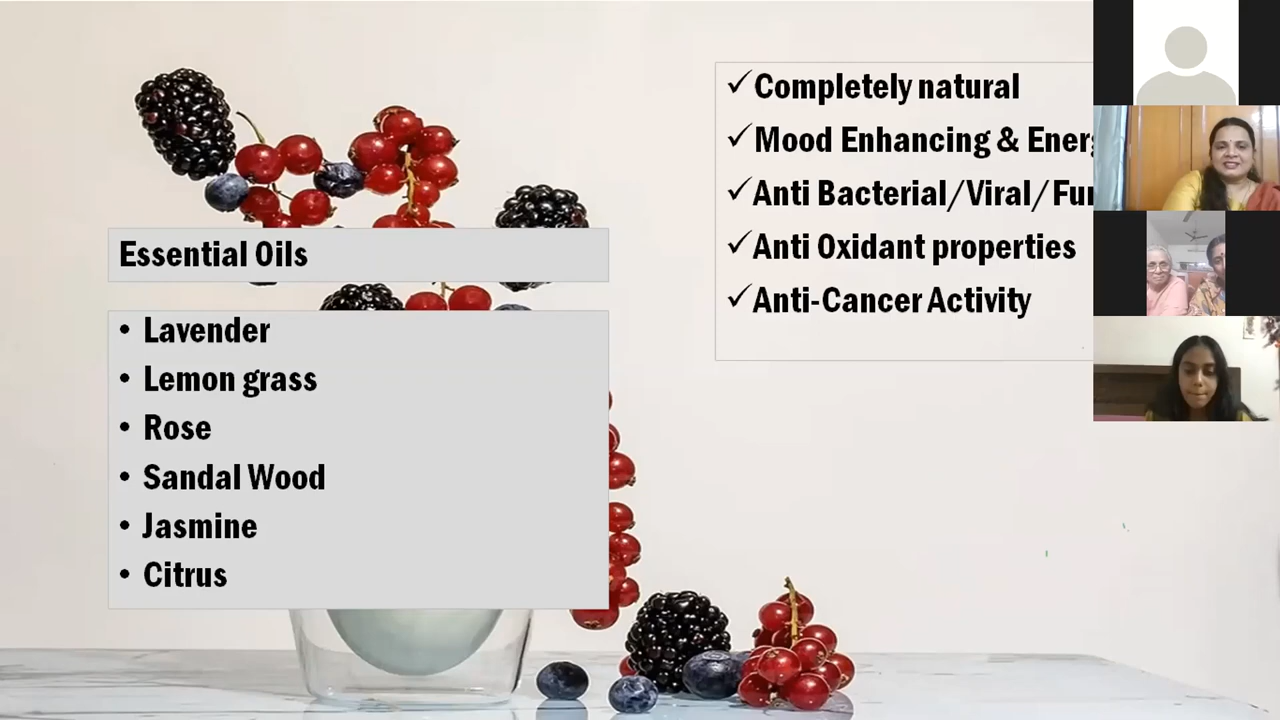 Essential Oils
• Lavender
• Lemon grass
• Rose
• Sandal Wood
• Jasmine
• Citrus
✓Completely natural
✓Mood Enhancing &
✓Anti Bacterial/Viral/
✓Anti Oxidant properties
✓Anti-Cancer Activity